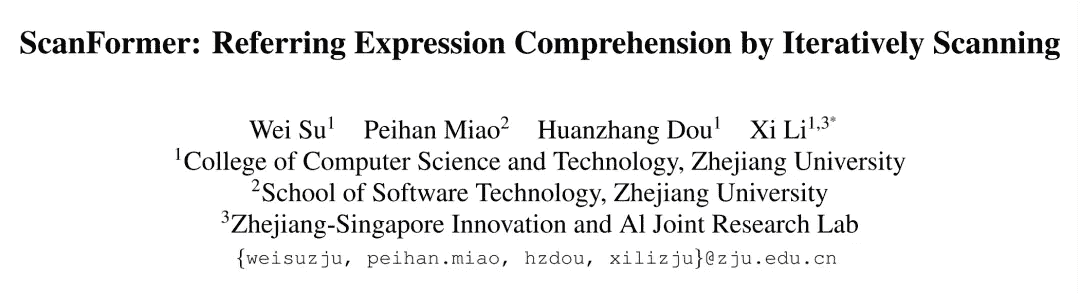 ScanFormer: Referring Expression Comprehension by Iteratively Scanning
Wei Su1 Peihan Miao2 Huanzhang Dou1 Xi Li1,3*
1College of Computer Science and Technology, Zhejiang University
2School of Software Technology, Zhejiang University
3Zhejiang-Singapore Innovation and Al Joint Research Lab
{weisuzju, peihan.miao, hzdou, xilizju}@zju.edu.cn